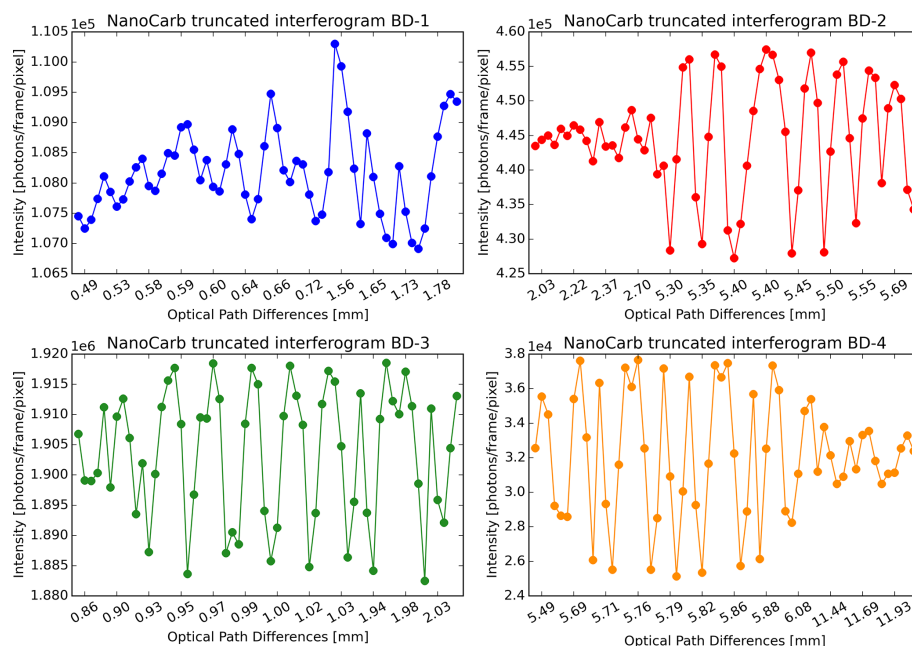 NanoCarb truncated interferogram BD-1
1e5
1.105
1.100
1.095
1.090
1.085
1.080
1.075
1.070
1.065
Intensity [photons/frame/pixel]
0.49 0.53 0.58 0.59 0.60 0.64 0.66 0.72 1.56 1.65 1.73 1.78
Optical Path Differences [mm]
NanoCarb truncated interferogram BD-2
1e5
4.60
4.55
4.50
4.45
4.40
4.35
4.30
4.25
Intensity [photons/frame/pixel]
2.03 2.22 2.37 2.70 5.30 5.35 5.40 5.40 5.45 5.50 5.55 5.69
Optical Path Differences [mm]
NanoCarb truncated interferogram BD-3
1e6
1.920
1.915
1.910
1.905
1.900
1.895
1.890
1.885
1.880
Intensity [photons/frame/pixel]
0.86 0.90 0.93 0.95 0.97 0.99 1.00 1.02 1.03 1.94 1.98 2.03
Optical Path Differences [mm]
NanoCarb truncated interferogram BD-4
1e4
3.8
3.6
3.4
3.2
3.0
2.8
2.6
2.4
Intensity [photons/frame/pixel]
5.49 5.69 5.71 5.76 5.79 5.82 5.86 5.88 6.08 11.44 11.69 11.93
Optical Path Differences [mm]